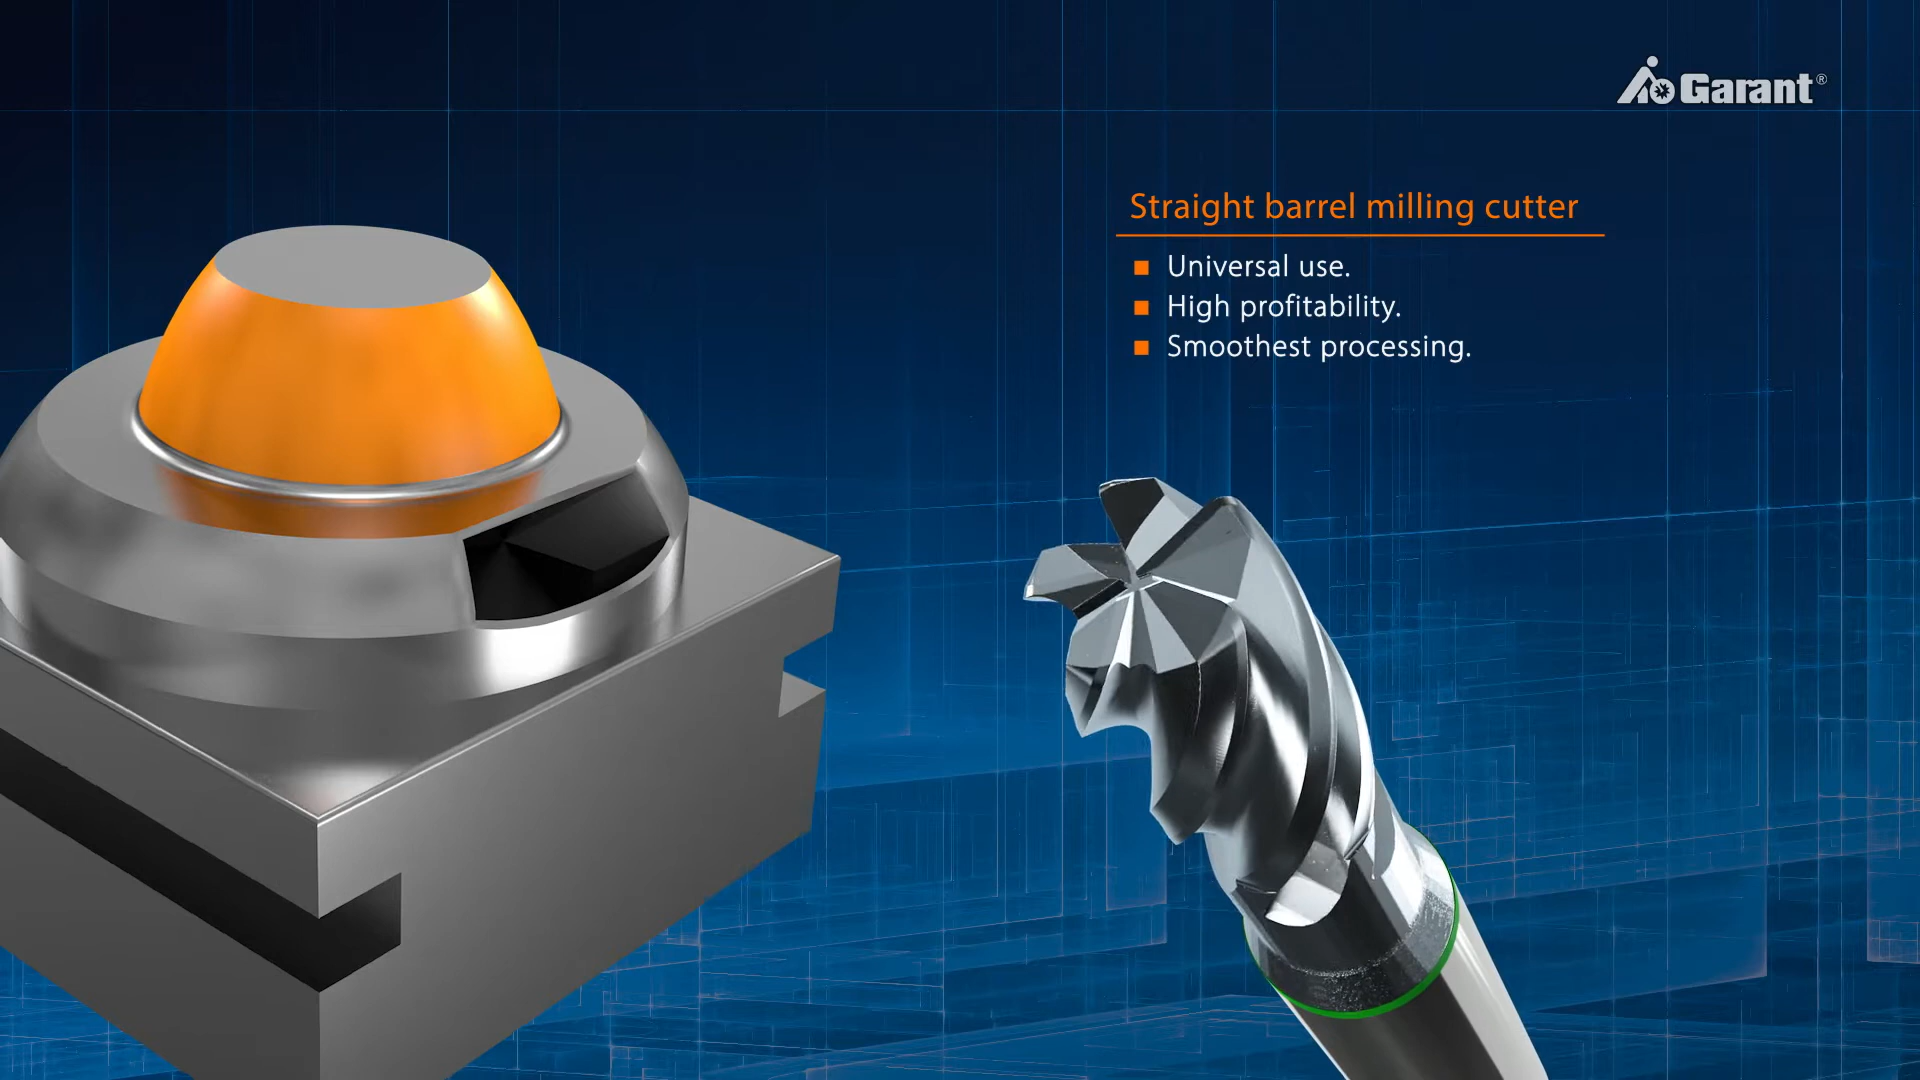 Garant®
Straight barrel milling cutter
Universal use.
High profitability.
Smoothest processing.